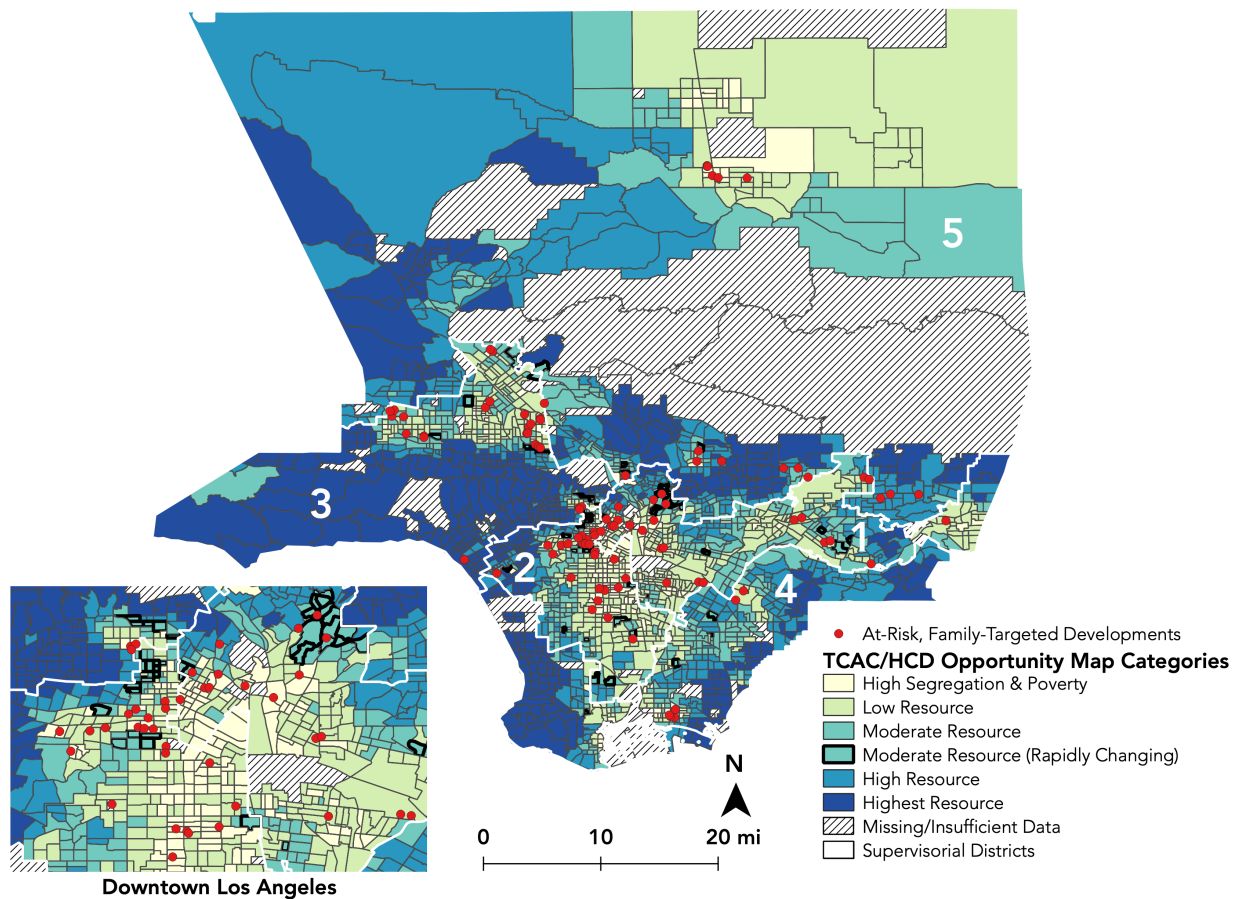 5
3
1
2
4
At-Risk, Family-Targeted Developments
TCAC/HCD Opportunity Map Categories
High Segregation & Poverty
Low Resource
Moderate Resource
Moderate Resource (Rapidly Changing)
High Resource
Highest Resource
Missing/Insufficient Data
Supervisorial Districts
N
0 10 20 mi
Downtown Los Angeles